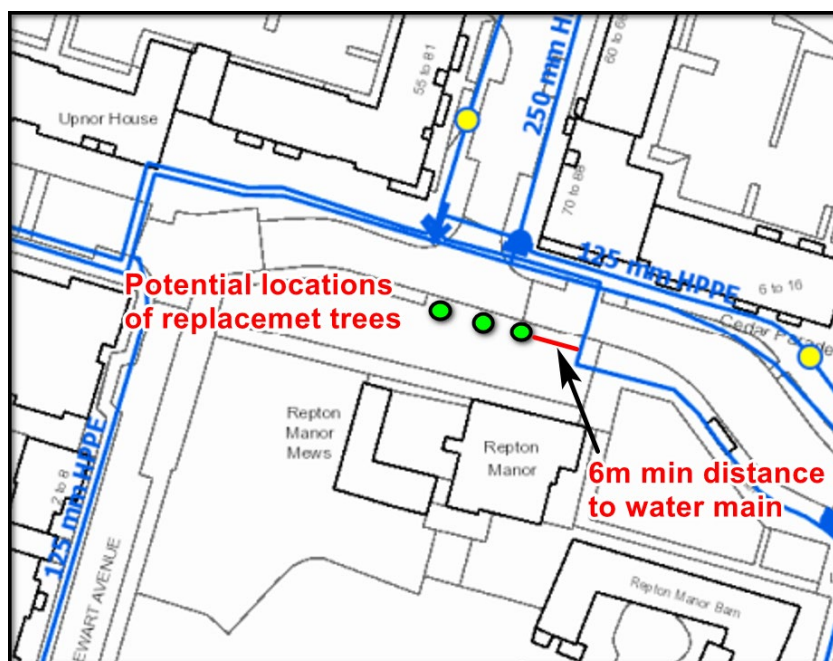 55 to 81
250 mm H
60 to 68
Upnor House
70 to 88
125 mm HPPE
6 to 16
Potential locations
of replacemet trees
Cedar Parade
Repton
Manor
Mews
Repton
Manor
6m min distance
to water main
2 to 8
125 mm HPPE
EWART AVENUE
Repton Manor Barn